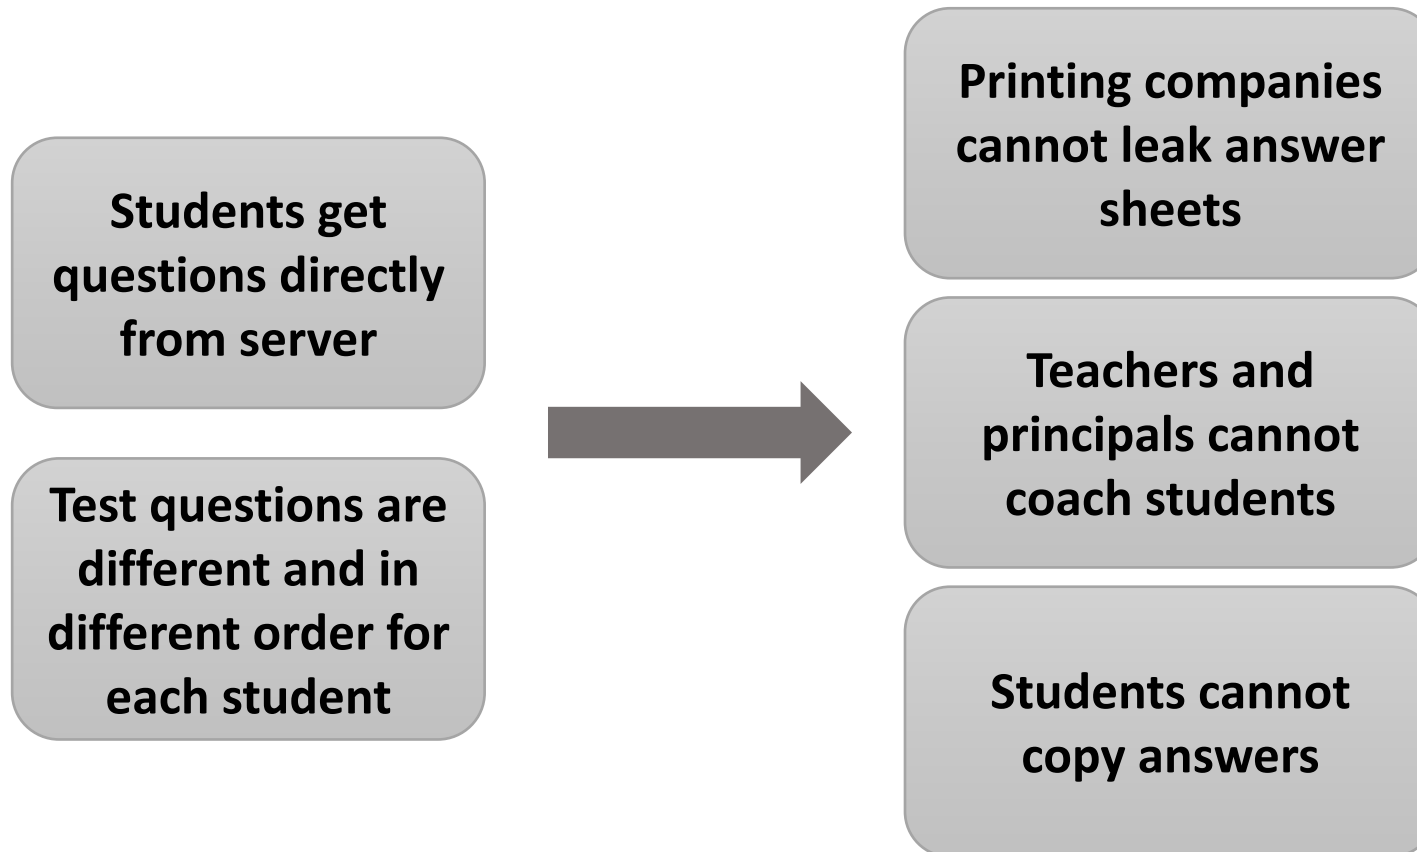 Students get
questions directly
from server
Test questions are
different and in
different order for
each student
Printing companies
cannot leak answer
sheets
Teachers and
principals cannot
coach students
Students cannot
copy answers